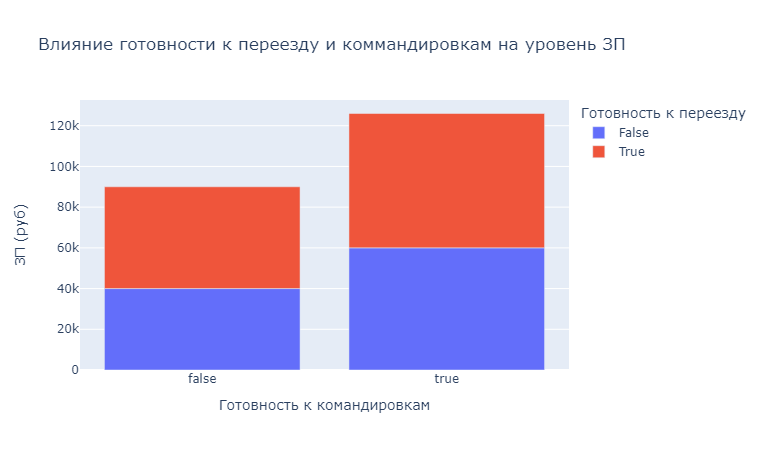 Влияние готовности к переезду и коммандировкам на уровень ЗП
Готовность к переезду
False
True
ЗП (руб)
120k
100k
80k
60k
40k
20k
0
false
true
Готовность к командировкам